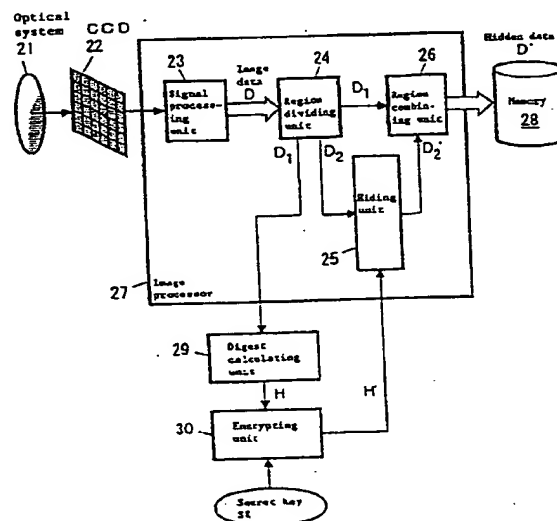 Optical
system
21
CCD
22
23
Signal
process-
ing
unit
Image
data
D
24
Region
dividing
unit
D₁
26
Region
combin-
ing unit
Hidden data
D'
Memory
28
D₁
D₂
D₂'
Hiding
unit
25
27
Image
processor
29
Digest
calculating
unit
H
H'
30
Encrypting
unit
Secret key